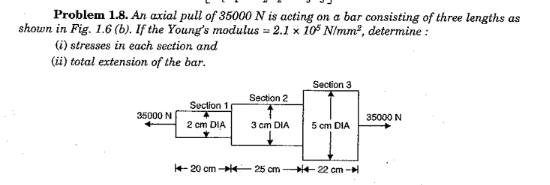 Problem 1.8. An axial pull of 35000 N is acting on a bar consisting of three lengths as
shown in Fig. 1.6 (b). If the Young's modulus = 2.1 × 10⁵ N/mm², determine :
(i) stresses in each section and
(ii) total extension of the bar.
Section 3
Section 2
Section 1
35000 N
2 cm DIA
3 cm DIA
5 cm DIA
35000 N
20 cm
25 cm
22 cm